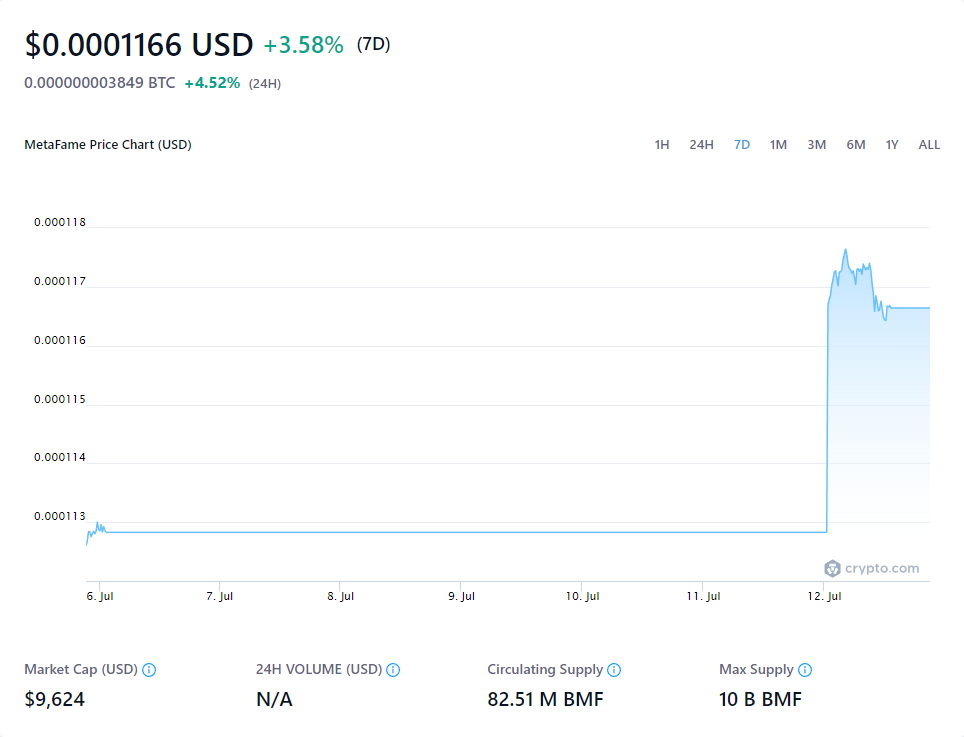 $0.0001166 USD +3.58% (7D)
0.000000003849 BTC +4.52% (24H)
MetaFame Price Chart (USD) 1H 24H 7D 1M 3M 6M 1Y ALL
0.000118
0.000117
0.000116
0.000115
0.000114
0.000113
crypto.com
6. Jul 7. Jul 8. Jul 9. Jul 10. Jul 11. Jul 12. Jul
Market Cap (USD) 24H VOLUME (USD) Circulating Supply Max Supply
$9,624 N/A 82.51 M BMF 10 B BMF